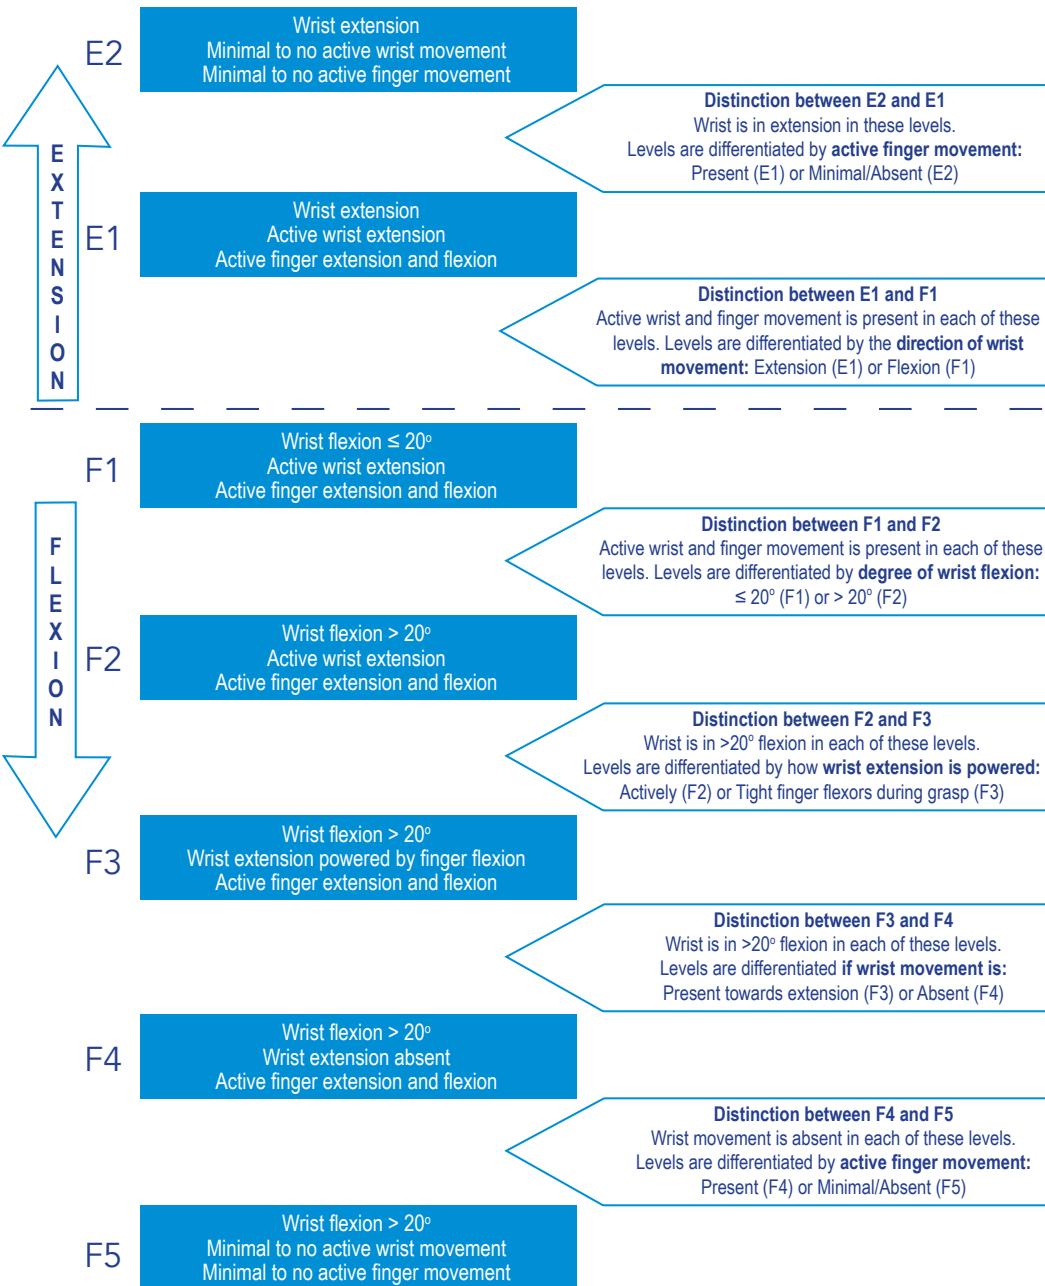 E2
Wrist extension
Minimal to no active wrist movement
Minimal to no active finger movement
Distinction between E2 and E1
Wrist is in extension in these levels.
Levels are differentiated by active finger movement:
Present (E1) or Minimal/Absent (E2)
EXTENSION
E1
Wrist extension
Active wrist extension
Active finger extension and flexion
Distinction between E1 and F1
Active wrist and finger movement is present in each of these
levels. Levels are differentiated by the direction of wrist
movement: Extension (E1) or Flexion (F1)
F1
Wrist flexion ≤ 20º
Active wrist extension
Active finger extension and flexion
Distinction between F1 and F2
Active wrist and finger movement is present in each of these
levels. Levels are differentiated by degree of wrist flexion:
≤ 20º (F1) or > 20º (F2)
FLEXION
F2
Wrist flexion > 20º
Active wrist extension
Active finger extension and flexion
Distinction between F2 and F3
Wrist is in >20º flexion in each of these levels.
Levels are differentiated by how wrist extension is powered:
Actively (F2) or Tight finger flexors during grasp (F3)
F3
Wrist flexion > 20º
Wrist extension powered by finger flexion
Active finger extension and flexion
Distinction between F3 and F4
Wrist is in >20º flexion in each of these levels.
Levels are differentiated if wrist movement is:
Present towards extension (F3) or Absent (F4)
F4
Wrist flexion > 20º
Wrist extension absent
Active finger extension and flexion
Distinction between F4 and F5
Wrist movement is absent in each of these levels.
Levels are differentiated by active finger movement:
Present (F4) or Minimal/Absent (F5)
F5
Wrist flexion > 20º
Minimal to no active wrist movement
Minimal to no active finger movement